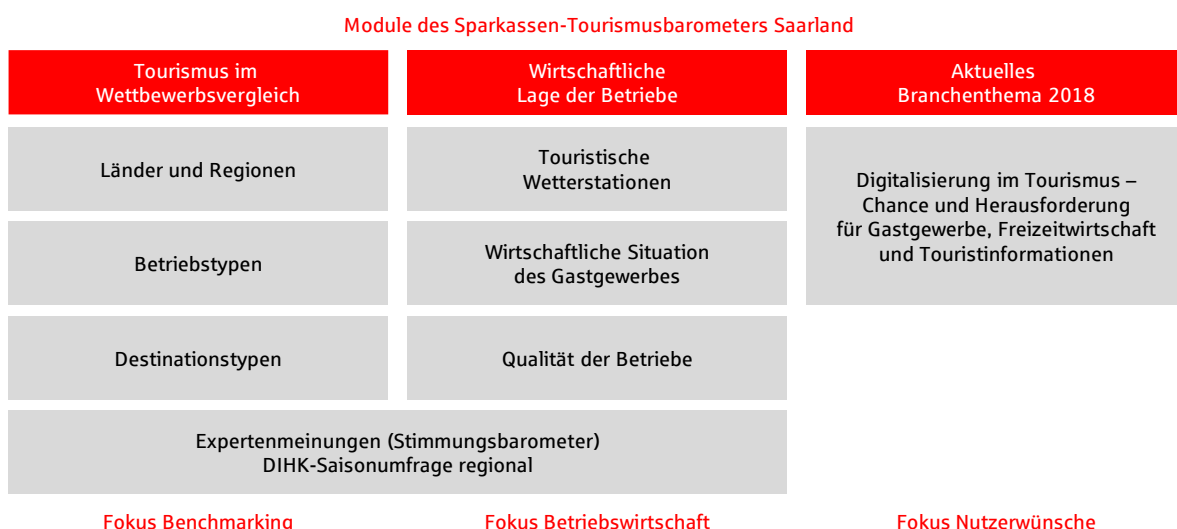 Module des Sparkassen-Tourismusbarometers Saarland
Tourismus im
Wettbewerbsvergleich
Länder und Regionen
Betriebstypen
Destinationstypen
Wirtschaftliche
Lage der Betriebe
Touristische
Wetterstationen
Wirtschaftliche Situation
des Gastgewerbes
Qualität der Betriebe
Expertenmeinungen (Stimmungsbarometer)
DIHK-Saisonumfrage regional
Aktuelles
Branchenthema 2018
Digitalisierung im Tourismus –
Chance und Herausforderung
für Gastgewerbe, Freizeitwirtschaft
und Touristinformationen
Fokus Benchmarking
Fokus Betriebswirtschaft
Fokus Nutzerwünsche